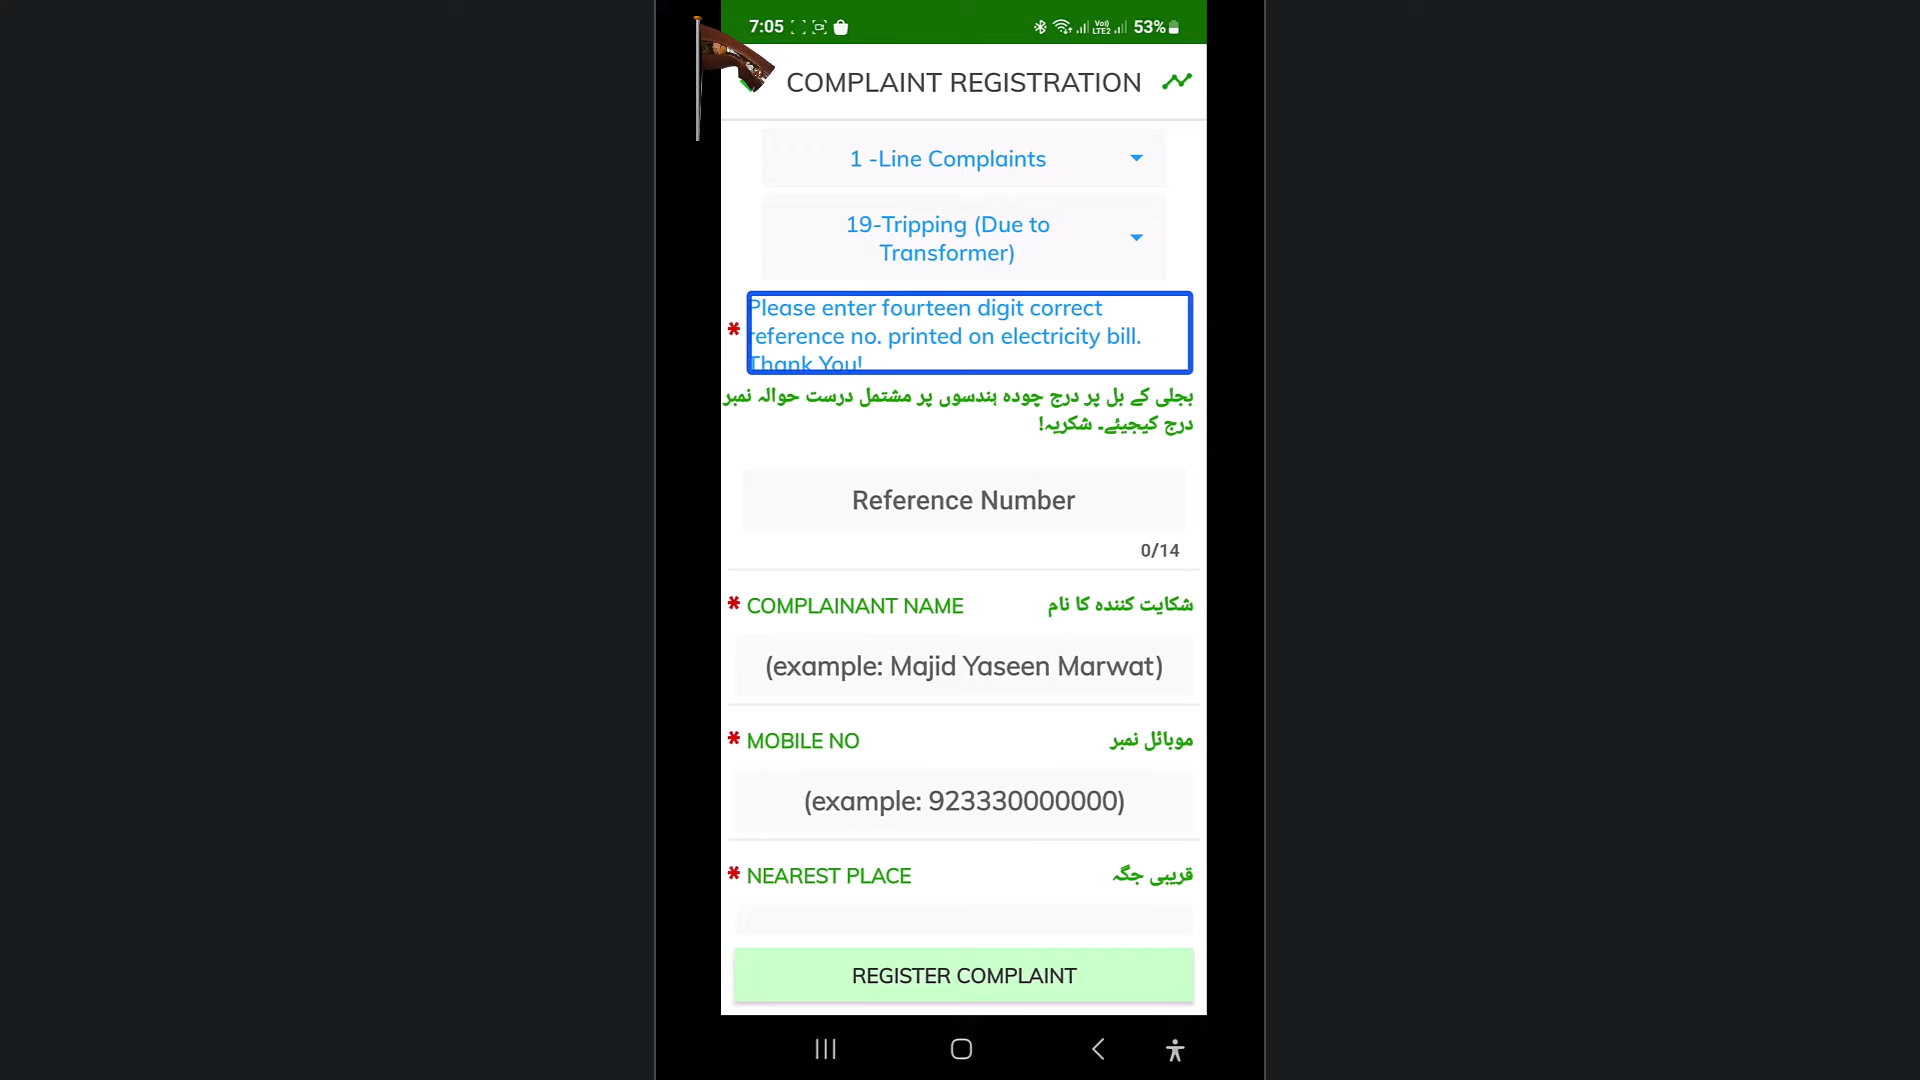 7:05 53%
COMPLAINT REGISTRATION
1 -Line Complaints
19-Tripping (Due to
Transformer)
* Please enter fourteen digit correct
reference no. printed on electricity bill.
Thank You!
بجلی کے بل پر درج چودہ ہندسوں پر مشتمل درست حوالہ نمبر
درج کیجیئے۔ شکریہ!
Reference Number
0/14
* COMPLAINANT NAME شکایت کنندہ کا نام
(example: Majid Yaseen Marwat)
* MOBILE NO موبائل نمبر
(example: 923330000000)
* NEAREST PLACE قریبی جگہ
REGISTER COMPLAINT